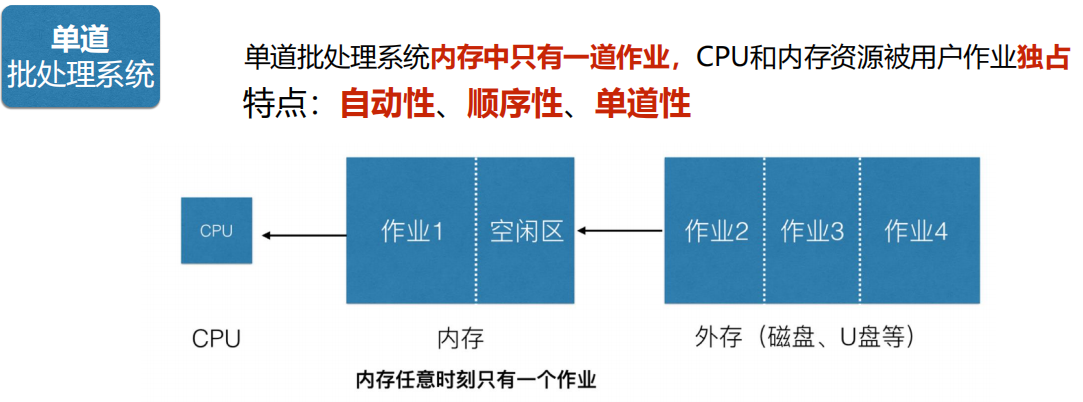 单道
批处理系统
单道批处理系统内存中只有一道作业，CPU和内存资源被用户作业独占
特点：自动性、顺序性、单道性
CPU
作业1
空闲区
作业2
作业3
作业4
CPU
内存
外存（磁盘、U盘等）
内存任意时刻只有一个作业